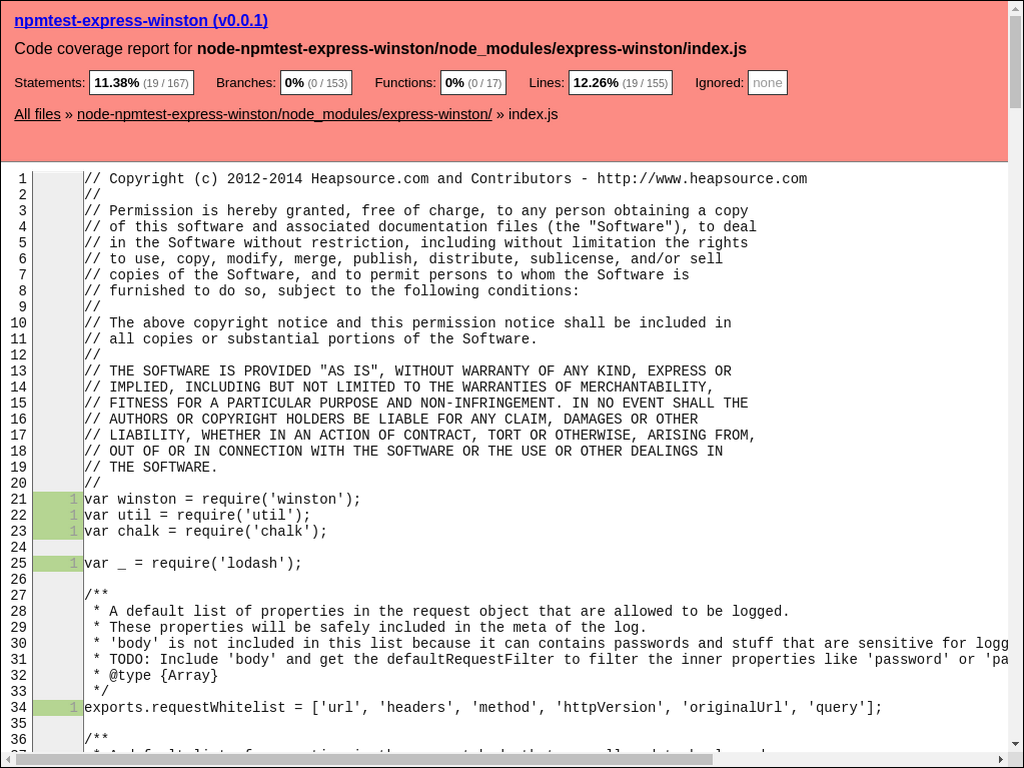 npmtest-express-winston (v0.0.1)
Code coverage report for node-npmtest-express-winston/node_modules/express-winston/index.js
Statements: 11.38% (19 / 167) Branches: 0% (0 / 153) Functions: 0% (0 / 17) Lines: 12.26% (19 / 155) Ignored: none
All files » node-npmtest-express-winston/node_modules/express-winston/ » index.js
1 // Copyright (c) 2012-2014 Heapsource.com and Contributors - http://www.heapsource.com
2 //
3 // Permission is hereby granted, free of charge, to any person obtaining a copy
4 // of this software and associated documentation files (the "Software"), to deal
5 // in the Software without restriction, including without limitation the rights
6 // to use, copy, modify, merge, publish, distribute, sublicense, and/or sell
7 // copies of the Software, and to permit persons to whom the Software is
8 // furnished to do so, subject to the following conditions:
9 //
10 // The above copyright notice and this permission notice shall be included in
11 // all copies or substantial portions of the Software.
12 //
13 // THE SOFTWARE IS PROVIDED "AS IS", WITHOUT WARRANTY OF ANY KIND, EXPRESS OR
14 // IMPLIED, INCLUDING BUT NOT LIMITED TO THE WARRANTIES OF MERCHANTABILITY,
15 // FITNESS FOR A PARTICULAR PURPOSE AND NON-INFRINGEMENT. IN NO EVENT SHALL THE
16 // AUTHORS OR COPYRIGHT HOLDERS BE LIABLE FOR ANY CLAIM, DAMAGES OR OTHER
17 // LIABILITY, WHETHER IN AN ACTION OF CONTRACT, TORT OR OTHERWISE, ARISING FROM,
18 // OUT OF OR IN CONNECTION WITH THE SOFTWARE OR THE USE OR OTHER DEALINGS IN
19 // THE SOFTWARE.
20 //
21 1 var winston = require('winston');
22 1 var util = require('util');
23 1 var chalk = require('chalk');
24
25 1 var _ = require('lodash');
26
27 /**
28 * A default list of properties in the request object that are allowed to be logged.
29 * These properties will be safely included in the meta of the log.
30 * 'body' is not included in this list because it can contains passwords and stuff that are sensitive for logg
31 * TODO: Include 'body' and get the defaultRequestFilter to filter the inner properties like 'password' or 'pa
32 * @type {Array}
33 */
34 1 exports.requestWhitelist = ['url', 'headers', 'method', 'httpVersion', 'originalUrl', 'query'];
35
36 /**